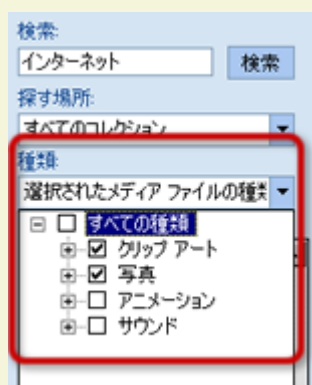 検索:
インターネット 検索
探す場所:
すべてのコレクション
種類:
選択されたメディア ファイルの種類
すべての種類
クリップ アート
写真
アニメーション
サウンド